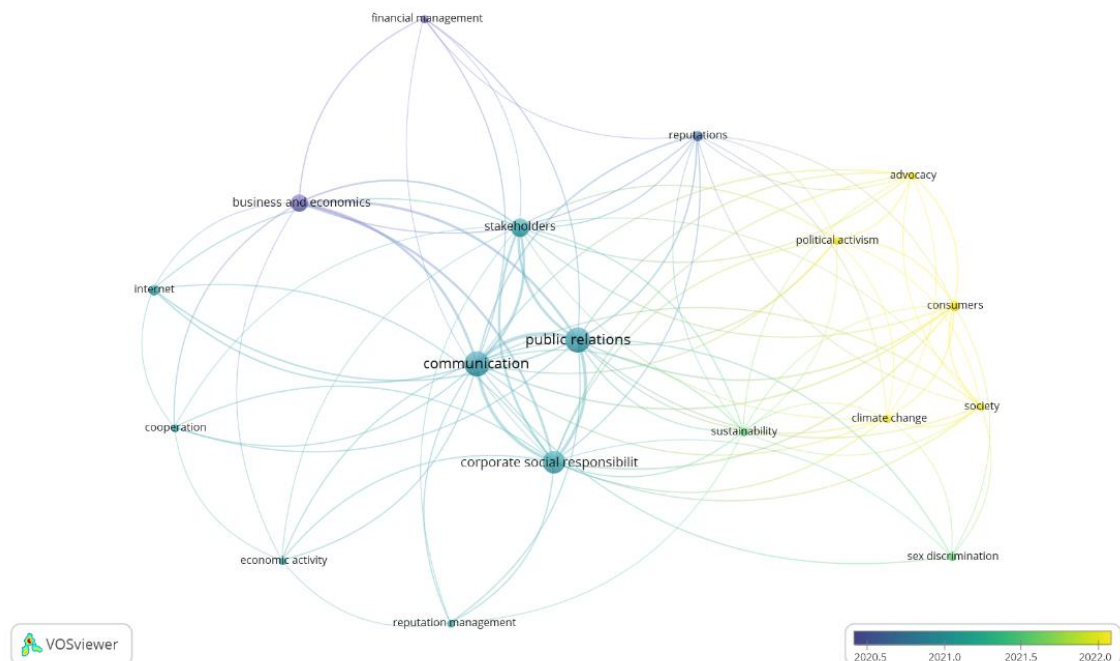 financial management
reputations
advocacy
business and economics
stakeholders
political activism
internet
consumers
public relations
communication
society
climate change
cooperation
sustainability
corporate social responsibilit
economic activity
sex discrimination
reputation management
VOSviewer
2020.5 2021.0 2021.5 2022.0